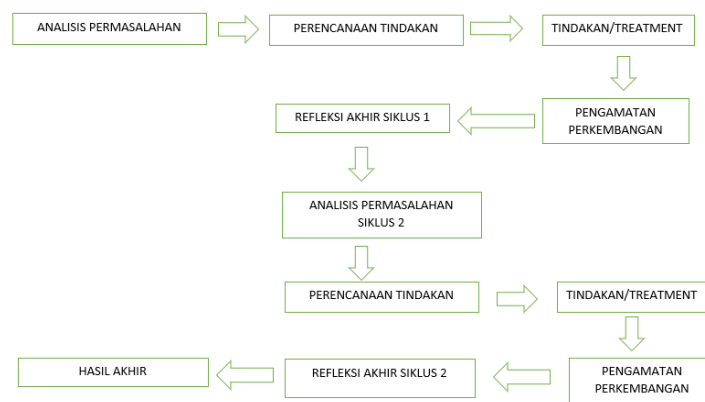 ANALISIS PERMASALAHAN
PERENCANAAN TINDAKAN
TINDAKAN/TREATMENT
PENGAMATAN
PERKEMBANGAN
REFLEKSI AKHIR SIKLUS 1
ANALISIS PERMASALAHAN
SIKLUS 2
PERENCANAAN TINDAKAN
TINDAKAN/TREATMENT
PENGAMATAN
PERKEMBANGAN
REFLEKSI AKHIR SIKLUS 2
HASIL AKHIR